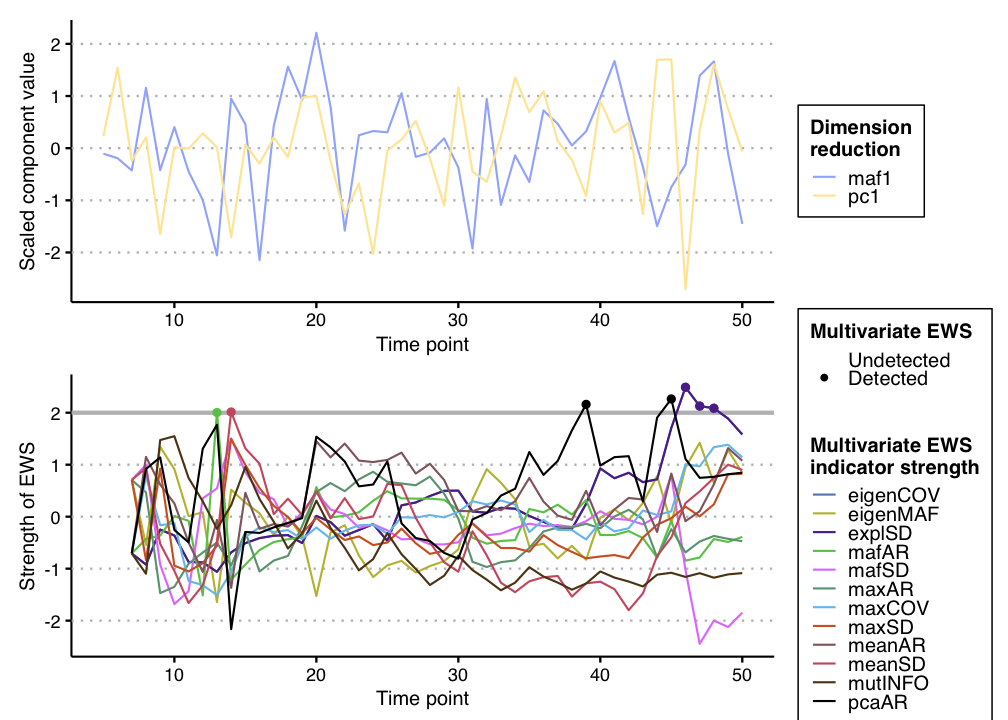 2
1
0
-1
-2
Scaled component value
10
20
30
40
50
Time point
Dimension
reduction
maf1
pc1
2
1
0
-1
-2
Strength of EWS
10
20
30
40
50
Time point
Multivariate EWS
Undetected
Detected
Multivariate EWS
indicator strength
eigenCOV
eigenMAF
explSD
mafAR
mafSD
maxAR
maxCOV
maxSD
meanAR
meanSD
mutINFO
pcaAR